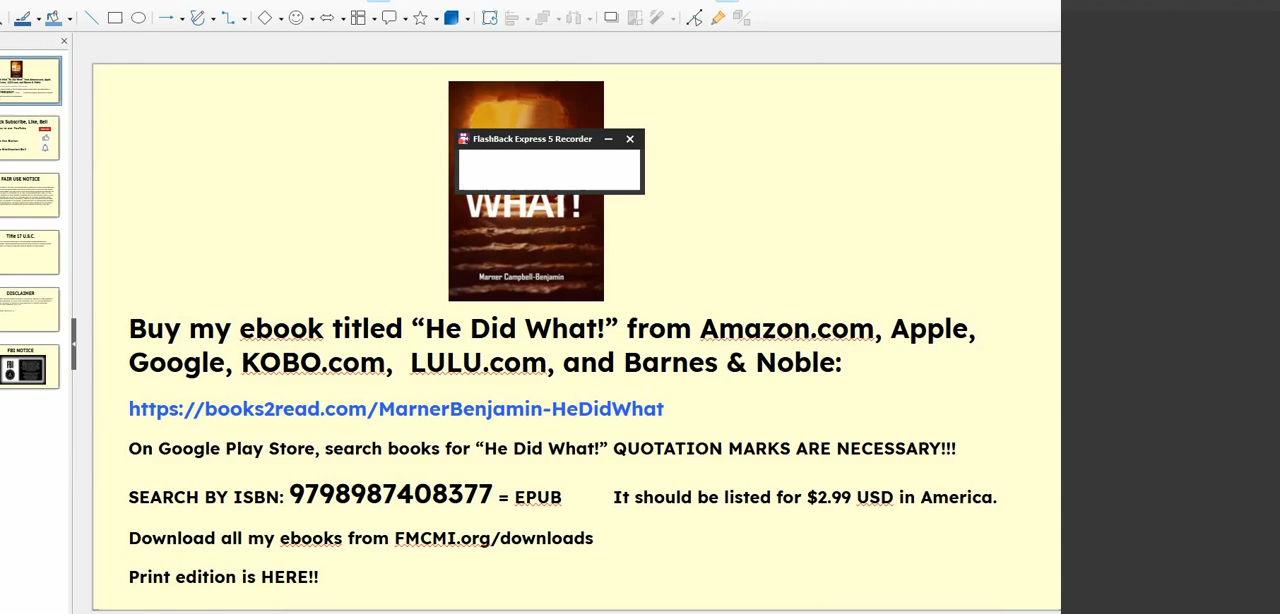 FlashBack Express 5 Recorder
WHAT!
Marner Campbell-Benjamin
Buy my ebook titled “He Did What!” from Amazon.com, Apple,
Google, KOBO.com, LULU.com, and Barnes & Noble:
https://books2read.com/MarnerBenjamin-HeDidWhat
On Google Play Store, search books for “He Did What!” QUOTATION MARKS ARE NECESSARY!!!
SEARCH BY ISBN: 9798987408377 = EPUB It should be listed for $2.99 USD in America.
Download all my ebooks from FMCMI.org/downloads
Print edition is HERE!!
ck Subscribe, Like, Bell
FAIR USE NOTICE
Title 17 U.S.C.
DISCLAIMER
FBI NOTICE